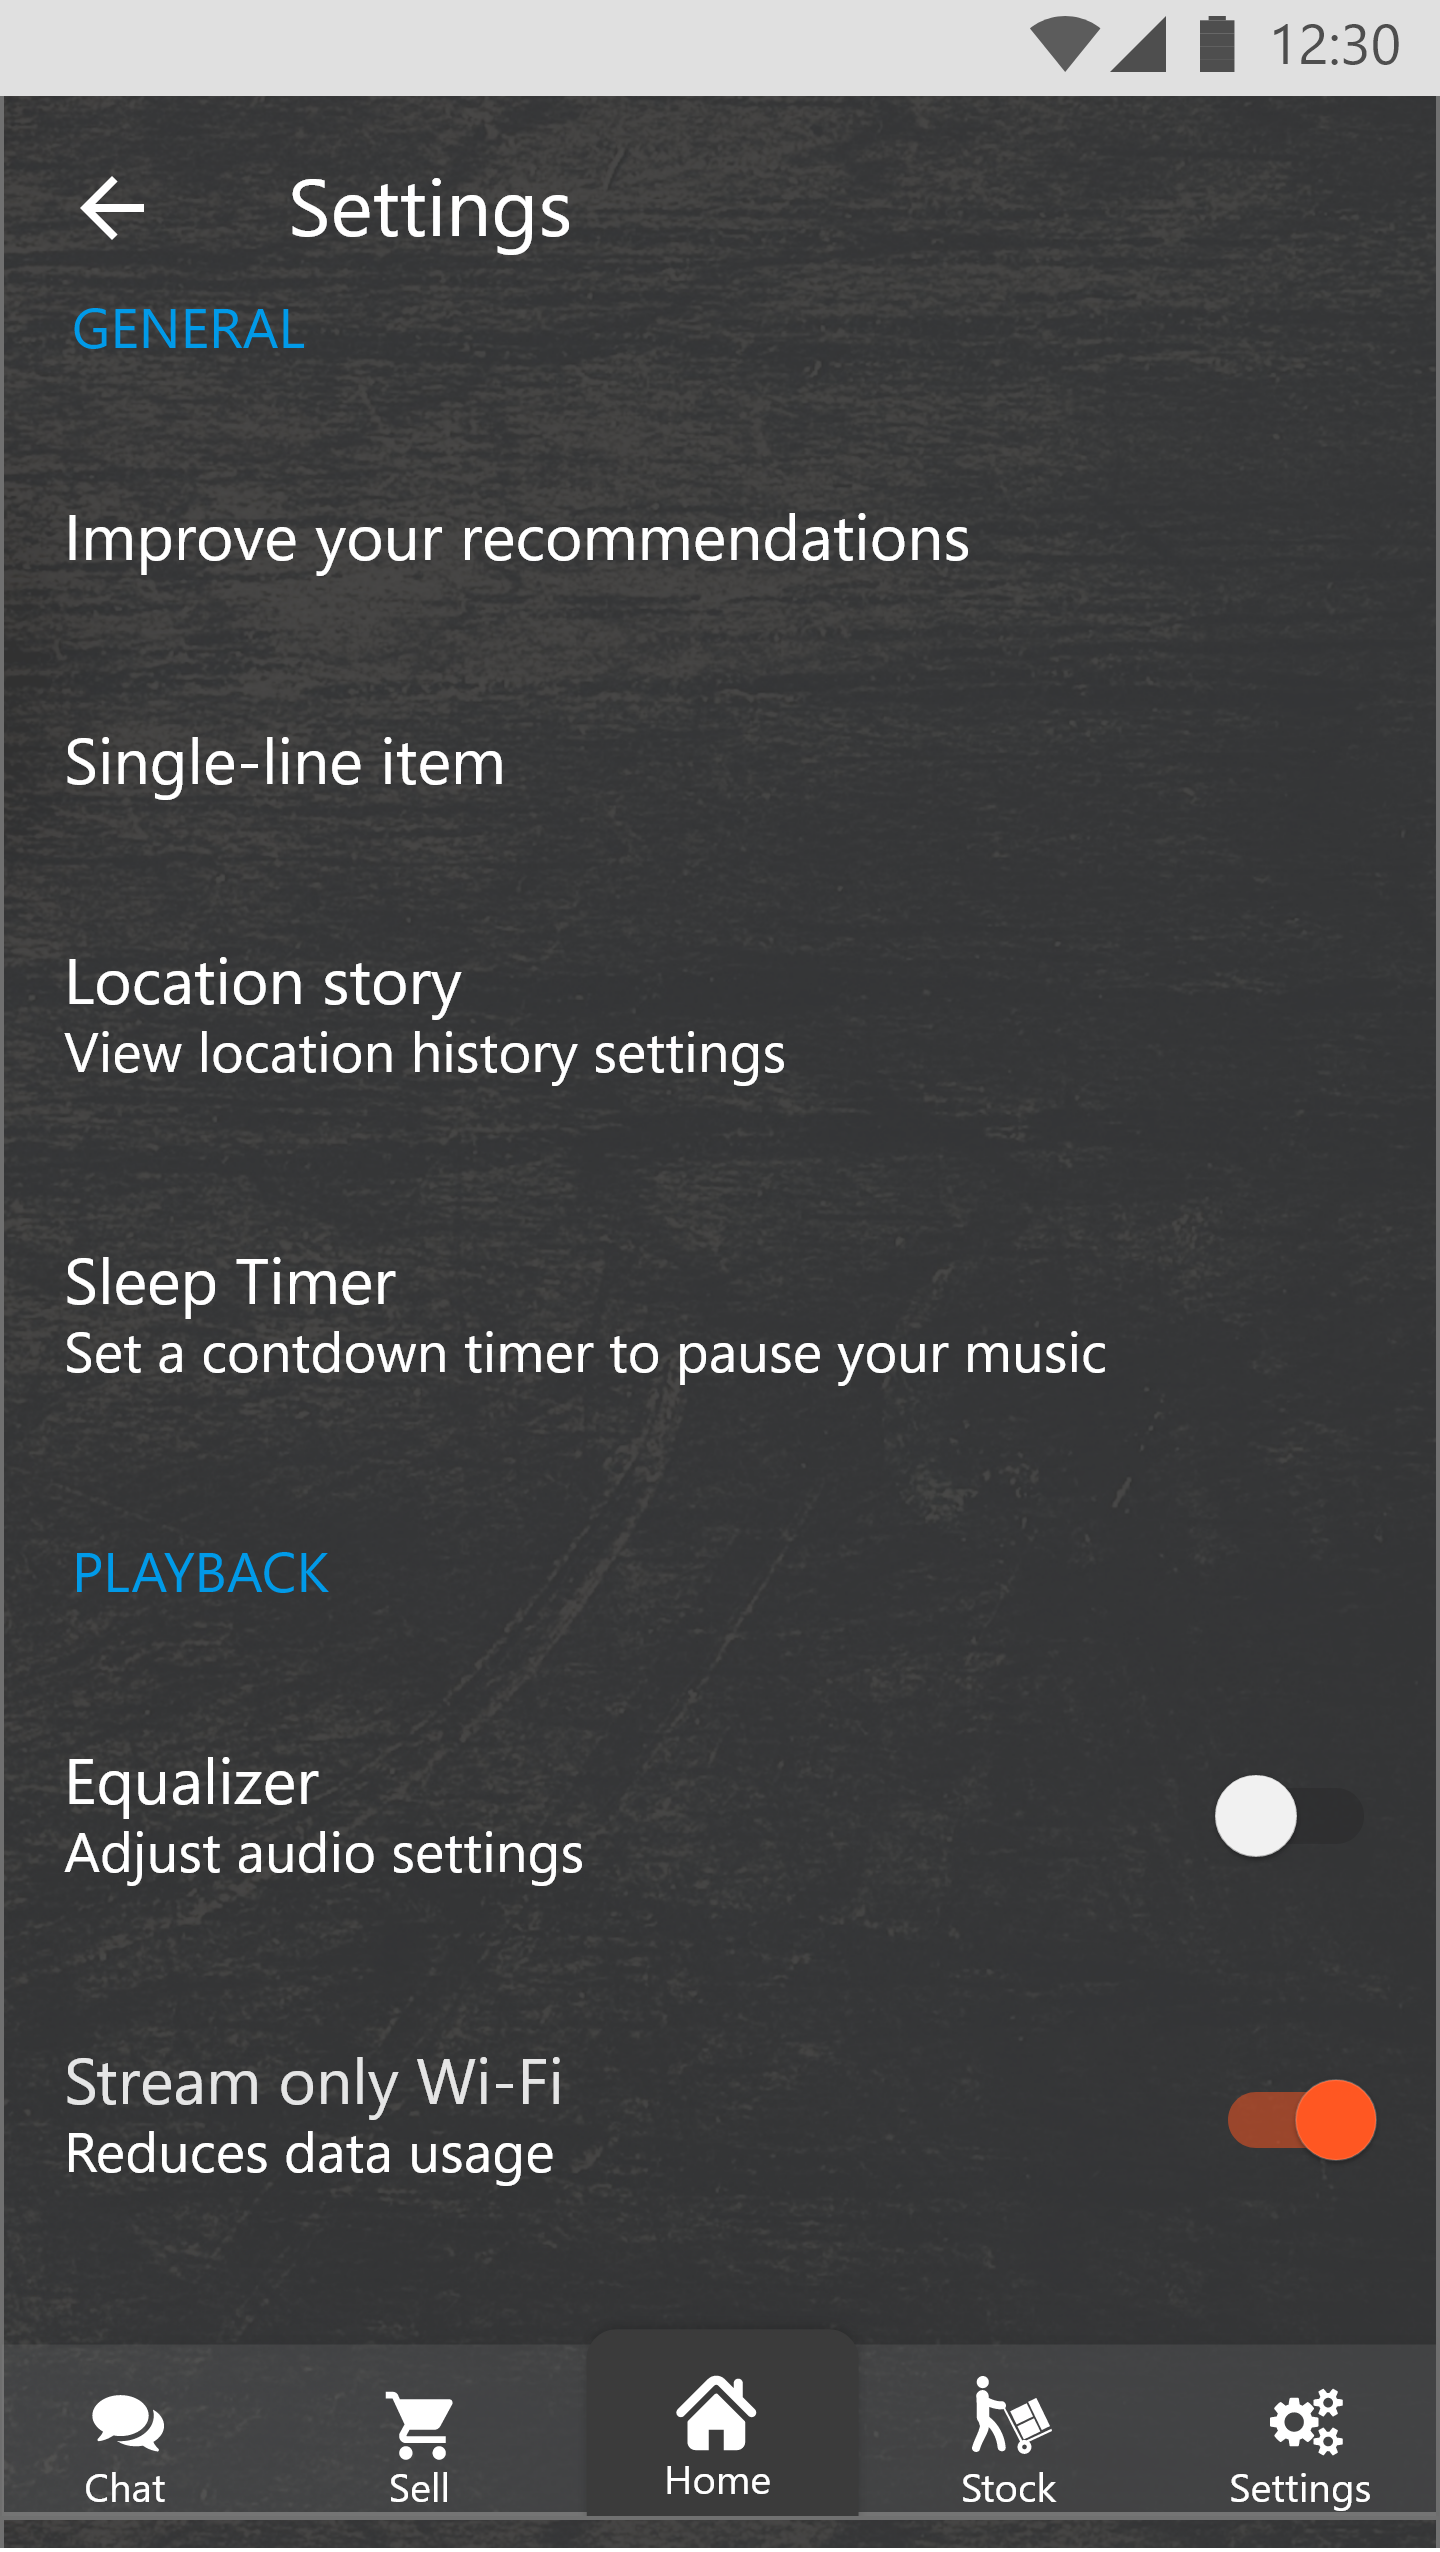 12:30
Settings
GENERAL
Improve your recommendations
Single-line item
Location story
View location history settings
Sleep Timer
Set a contdown timer to pause your music
PLAYBACK
Equalizer
Adjust audio settings
Stream only Wi-Fi
Reduces data usage
Chat
Sell
Home
Stock
Settings